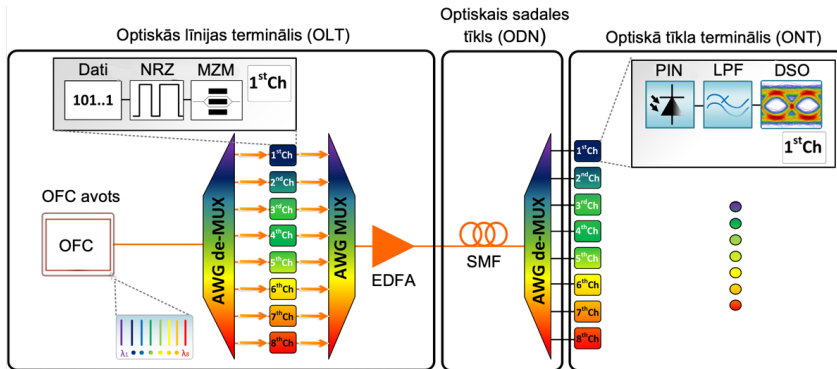 Optiskās līnijas terminālis (OLT)
Optiskais sadales
tīkls (ODN)
Optiskā tīkla terminālis (ONT)
Dati
NRZ
MZM
1stCh
101..1
PIN
LPF
DSO
1stCh
OFC avots
OFC
λ1
λ8
AWG de-MUX
1stCh
2ndCh
3rdCh
4thCh
5thCh
6thCh
7thCh
8thCh
AWG MUX
EDFA
SMF
AWG de-MUX
1stCh
2ndCh
3rdCh
4thCh
5thCh
6thCh
7thCh
8thCh